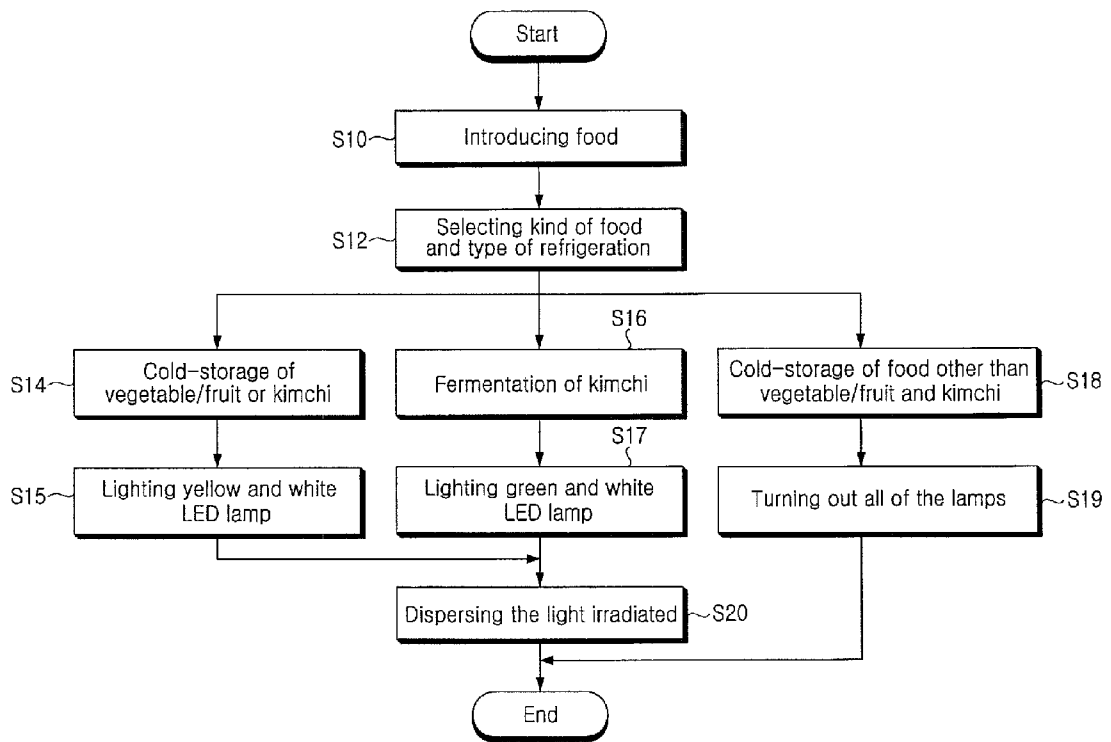 Start
S10
Introducing food
S12
Selecting kind of food
and type of refrigeration
S16
S14
Cold-storage of
vegetable/fruit or kimchi
Fermentation of kimchi
Cold-storage of food other than
vegetable/fruit and kimchi
S18
S17
S15
Lighting yellow and white
LED lamp
Lighting green and white
LED lamp
Turning out all of the lamps
S19
Dispersing the light irradiated
S20
End